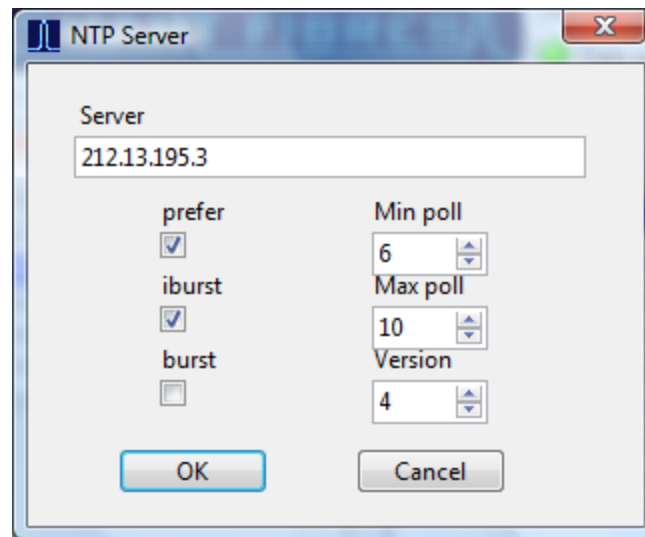 NTP Server
Server
212.13.195.3
prefer Min poll
6
iburst Max poll
10
burst Version
4
OK Cancel